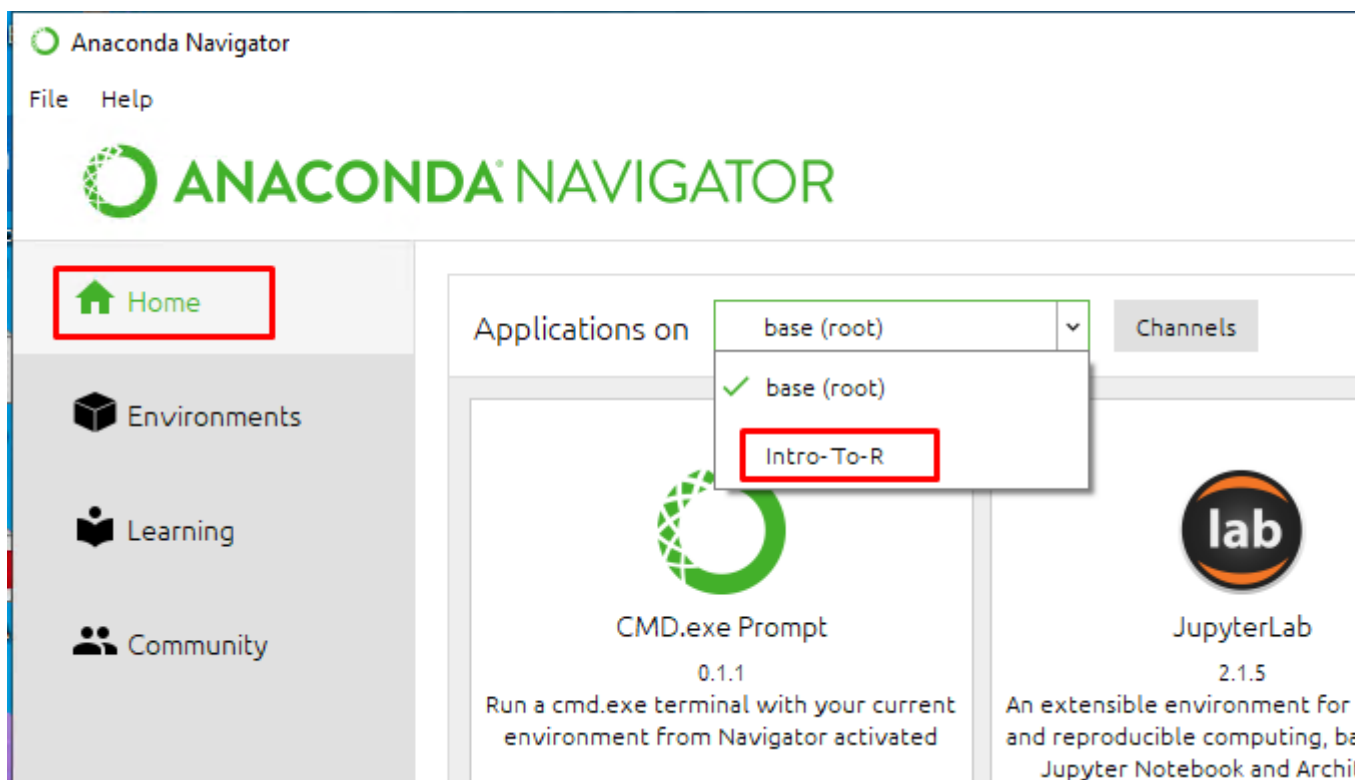 Anaconda Navigator
File Help
ANACONDA NAVIGATOR
Home
Applications on base (root) Channels
base (root)
Environments
Intro-To-R
Learning
lab
CMD.exe Prompt JupyterLab
Community
0.1.1 2.1.5
Run a cmd.exe terminal with your current An extensible environment for
environment from Navigator activated and reproducible computing, ba
Jupyter Notebook and